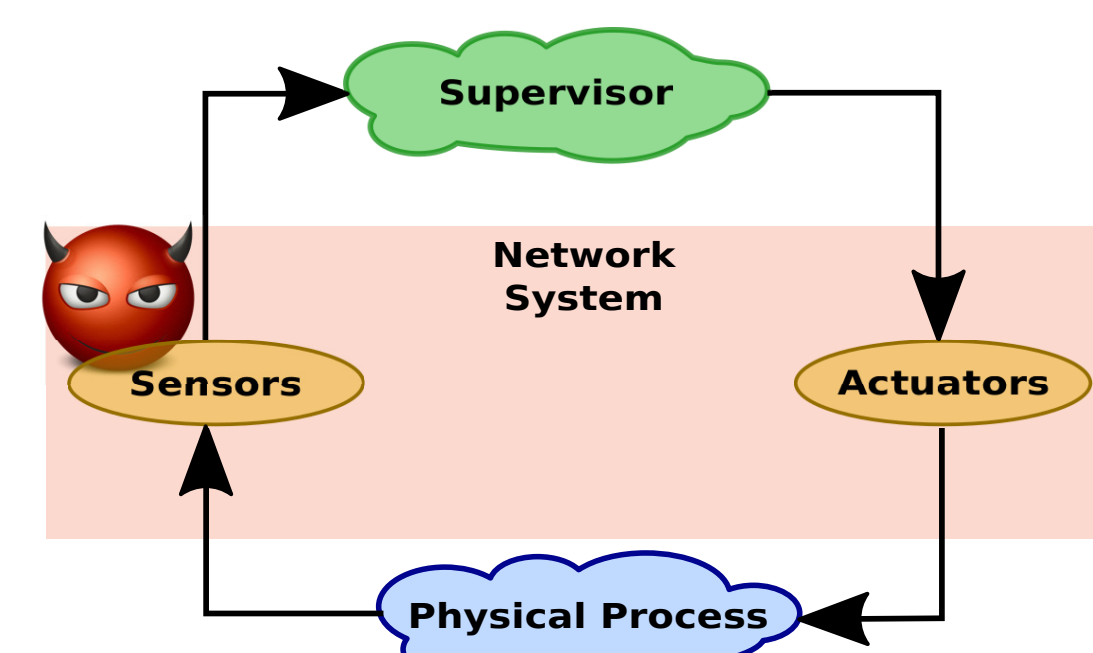 Supervisor
Network
System
Sensors
Actuators
Physical Process